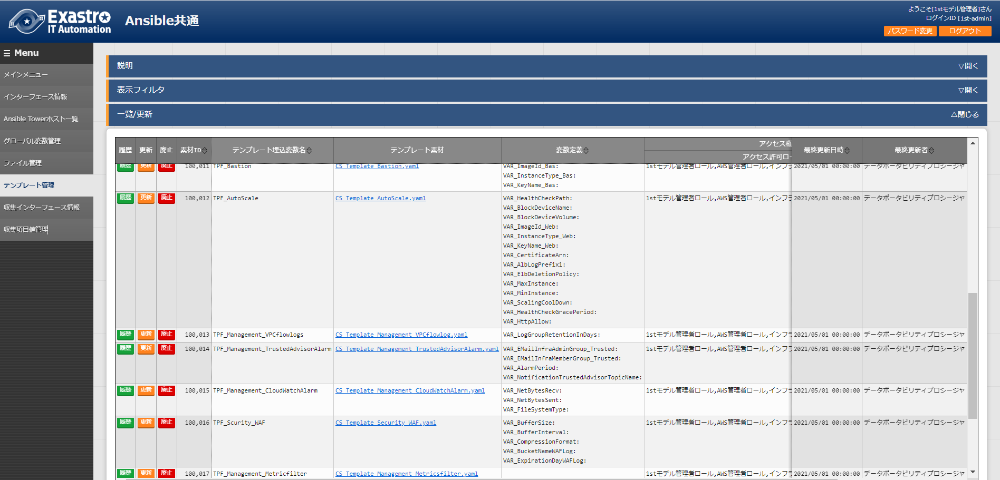 Exastro
IT Automation
Ansible共通
ようこそ[1stモデル管理者]さん
ログインID [1st-admin]
パスワード変更
ログアウト
Menu
メインメニュー
インターフェース情報
Ansible Towerホスト一覧
グローバル変数管理
ファイル管理
テンプレート管理
収集インターフェース情報
収集項目値管理
説明
▽開く
表示フィルタ
▽開く
一覧/更新
△閉じる
履歴 更新 廃止 素材ID テンプレート埋込変数名 テンプレート素材 変数定義 アクセス権 最終更新日時 最終更新者
アクセス許可ロー
履歴 更新 廃止 100,011 TPF_Bastion CS_Template_Bastion.yaml VAR_ImageId_Bas: 1stモデル管理者ロール,AWS管理者ロール,インフラ 2021/05/01 00:00:00 データポータビリティプロシージャ
VAR_InstanceType_Bas:
VAR_KeyName_Bas:
履歴 更新 廃止 100,012 TPF_AutoScale CS_Template_AutoScale.yaml VAR_HealthCheckPath: 1stモデル管理者ロール,AWS管理者ロール,インフラ 2021/05/01 00:00:00 データポータビリティプロシージャ
VAR_BlockDeviceName:
VAR_BlockDeviceVolume:
VAR_ImageId_Web:
VAR_InstanceType_Web:
VAR_KeyName_Web:
VAR_CertificateArn:
VAR_AlbLogPrefix1:
VAR_ElbDeletionPolicy:
VAR_MaxInstance:
VAR_MinInstance:
VAR_ScalingCoolDown:
VAR_HealthCheckGracePeriod:
VAR_HttpAllow:
履歴 更新 廃止 100,013 TPF_Management_VPCflowlogs CS_Template_Management_VPCflowlog.yaml VAR_LogGroupRetentionInDays: 1stモデル管理者ロール,AWS管理者ロール,インフラ 2021/05/01 00:00:00 データポータビリティプロシージャ
履歴 更新 廃止 100,014 TPF_Management_TrustedAdvisorAlarm CS_Template_Management_TrustedAdvisorAlarm.yaml VAR_EMailInfraAdminGroup_Trusted: 1stモデル管理者ロール,AWS管理者ロール,インフラ 2021/05/01 00:00:00 データポータビリティプロシージャ
VAR_EMailInfraMemberGroup_Trusted:
VAR_AlarmPeriod:
VAR_NotificationTrustedAdvisorTopicName:
履歴 更新 廃止 100,015 TPF_Management_CloudWatchAlarm CS_Template_Management_CloudWatchAlarm.yaml VAR_NetBytesRecv: 1stモデル管理者ロール,AWS管理者ロール,インフラ 2021/05/01 00:00:00 データポータビリティプロシージャ
VAR_NetBytesSent:
VAR_FileSystemType:
履歴 更新 廃止 100,016 TPF_Scurity_WAF CS_Template_Security_WAF.yaml VAR_BufferSize: 1stモデル管理者ロール,AWS管理者ロール,インフラ 2021/05/01 00:00:00 データポータビリティプロシージャ
VAR_BufferInterval:
VAR_CompressionFormat:
VAR_BucketNameWAFLog:
VAR_ExpirationDayWAFLog:
履歴 更新 廃止 100,017 TPF_Management_Metricfilter CS_Template_Management_Metricsfilter.yaml 1stモデル管理者ロール,AWS管理者ロール,インフラ 2021/05/01 00:00:00 データポータビリティプロシージャ